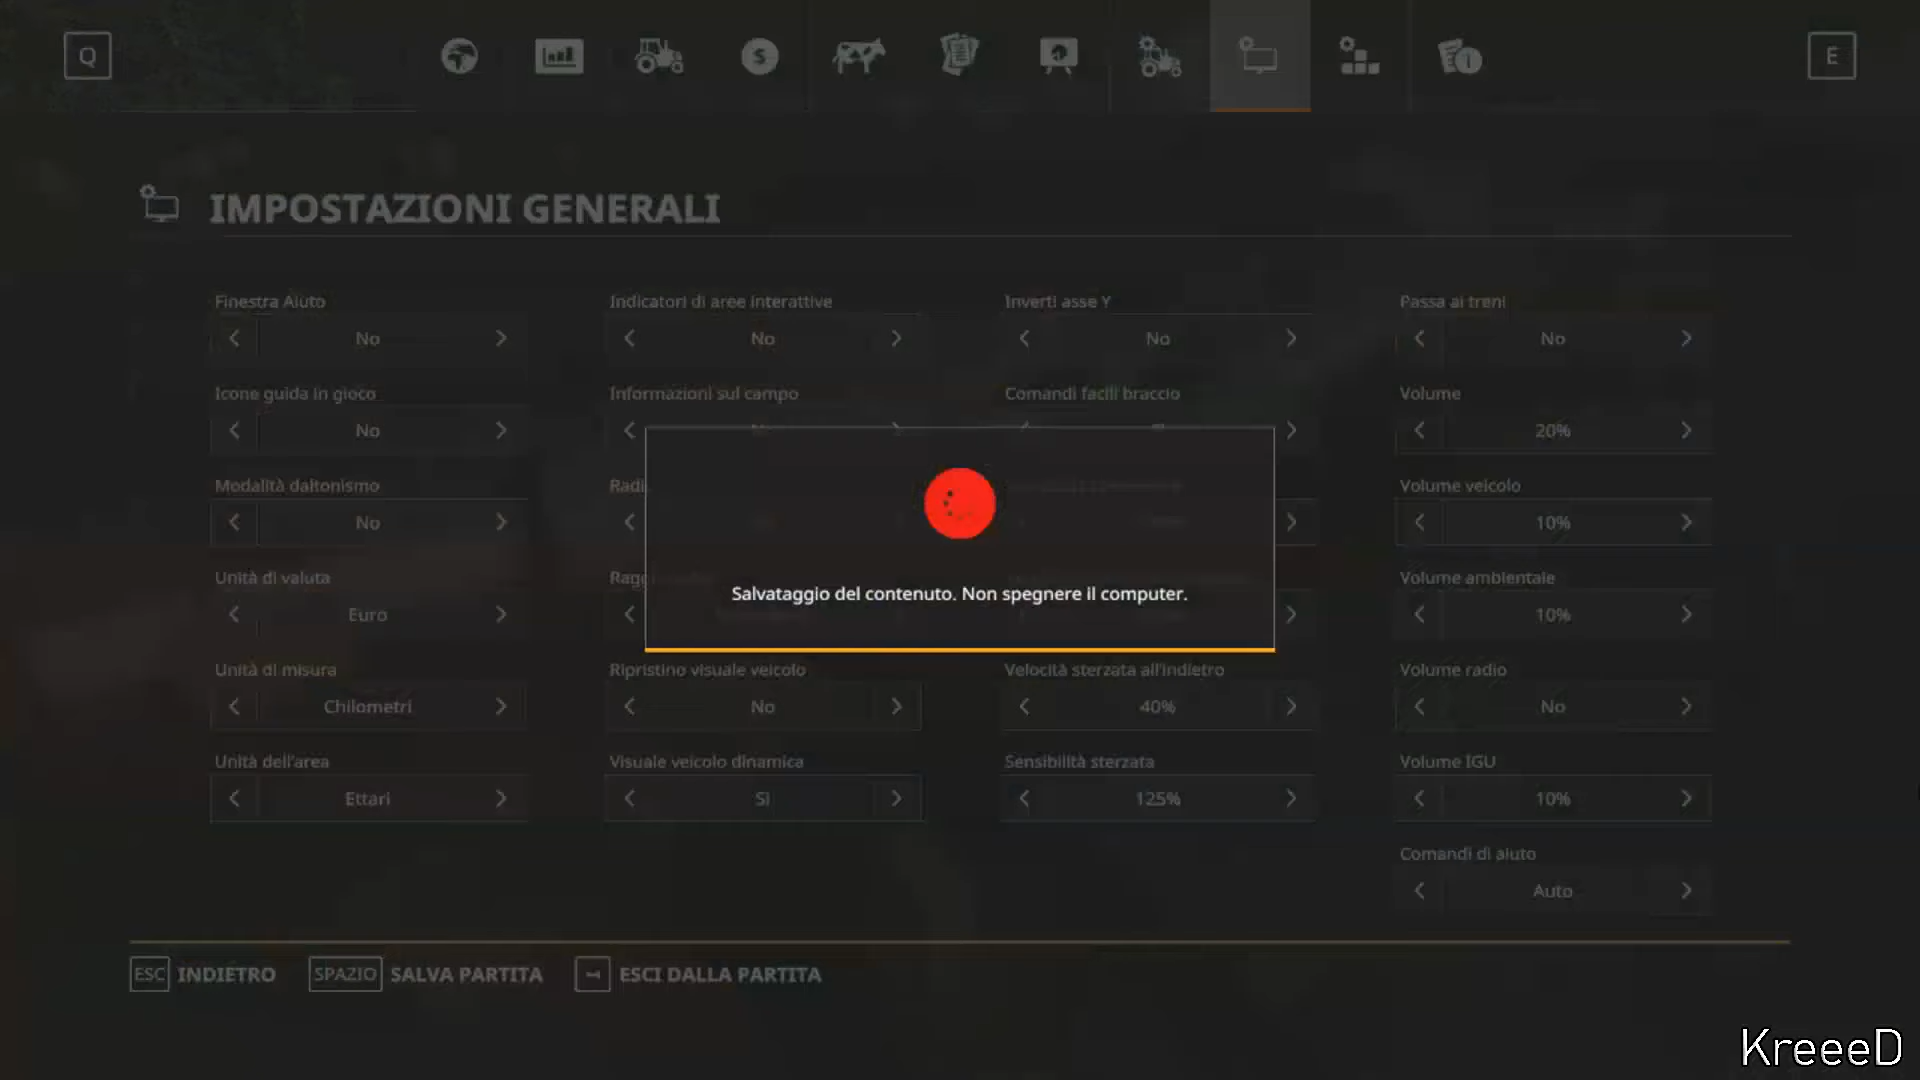 Q
E
IMPOSTAZIONI GENERALI
Finestra Aiuto
Indicatori di aree interattive
Inverti asse Y
Passa ai treni
No
No
No
No
Icone guida in gioco
Informazioni sul campo
Comandi facili braccio
Volume
No
20%
Modalità daltonismo
Volume veicolo
No
10%
Unità di valuta
Volume ambientale
Euro
10%
Salvataggio del contenuto. Non spegnere il computer.
Unità di misura
Ripristino visuale veicolo
Velocità sterzata all'indietro
Volume radio
Chilometri
No
40%
No
Unità dell'area
Visuale veicolo dinamica
Sensibilità sterzata
Volume IGU
Ettari
Sì
125%
10%
Comandi di aiuto
Auto
ESC INDIETRO
SPAZIO SALVA PARTITA
ESCI DALLA PARTITA
KreeeD